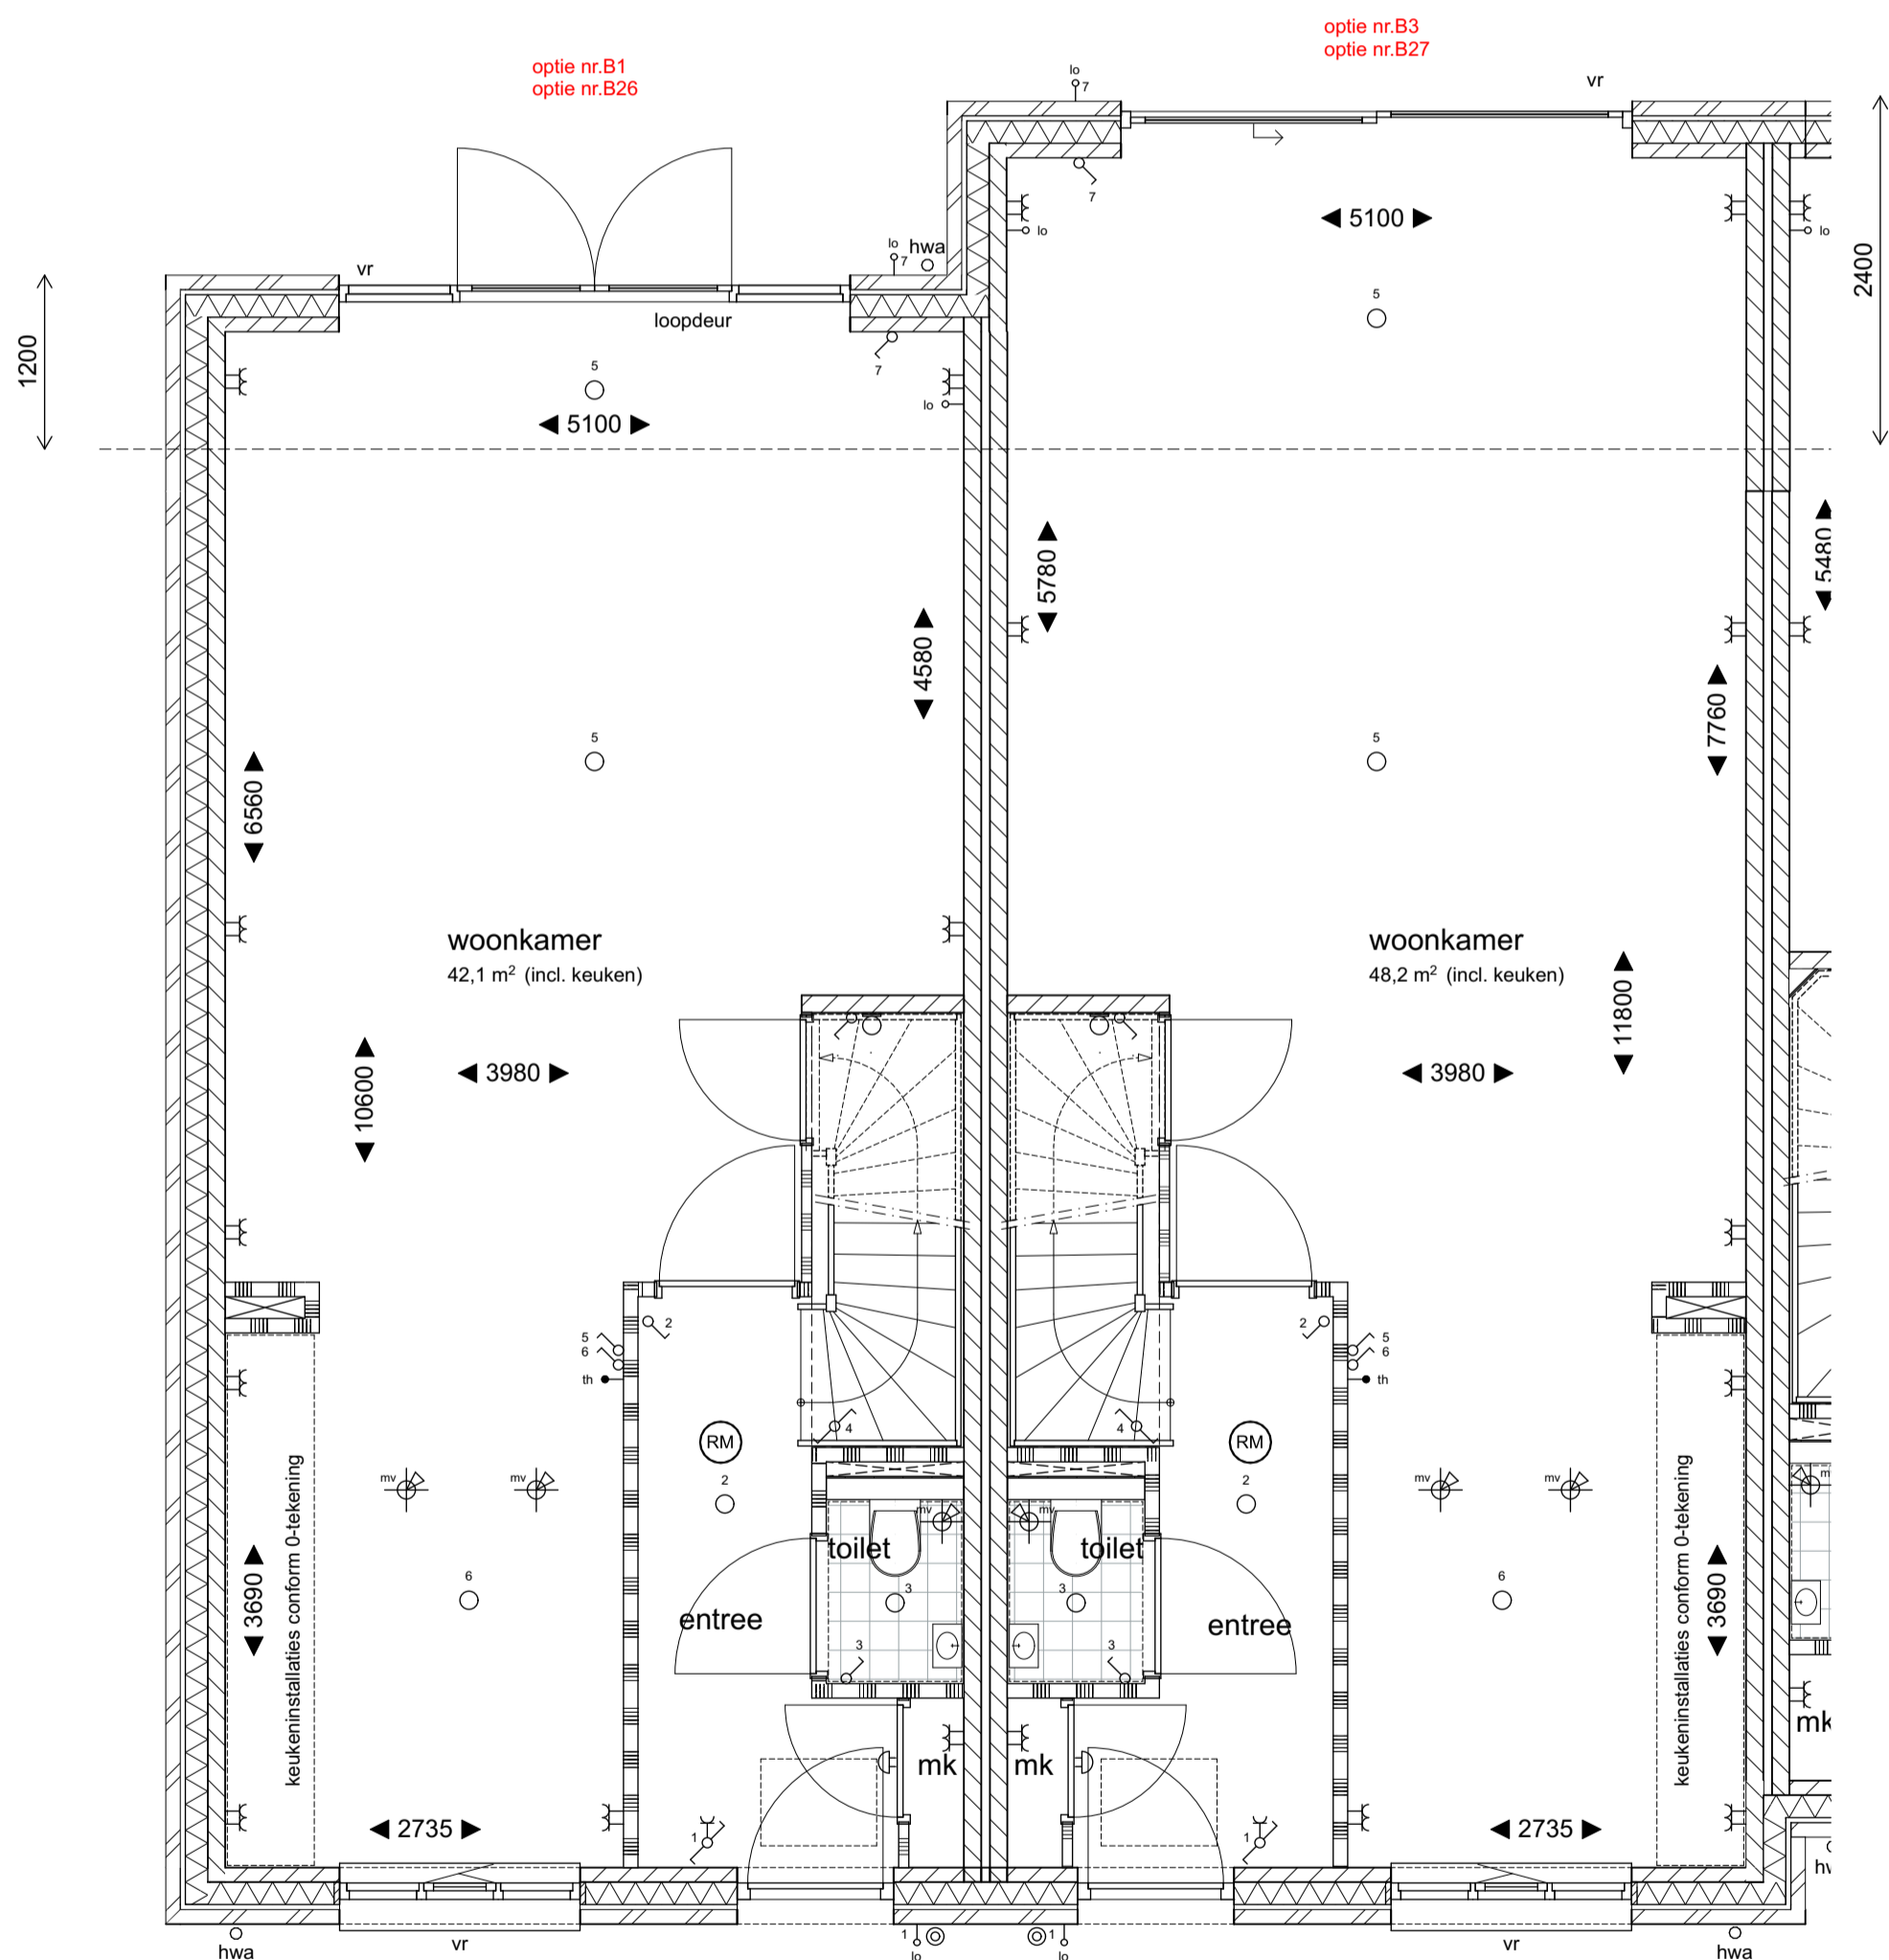 optie nr.B1
optie nr.B26
optie nr.B3
optie nr.B27
vr
lo
7
7
5100
2400
lo
lo
vr
lo
7
hwa
loopdeur
1200
7
5
5
5100
lo
5780
5480
4580
7760
5
5
6560
woonkamer
42,1 m² (incl. keuken)
woonkamer
48,2 m² (incl. keuken)
11800
10600
3980
3980
2
2
5
6
th
5
6
th
4
4
RM
RM
2
2
mv
mv
mv
mv
mv
mv
keukeninstallaties conform 0-tekening
keukeninstallaties conform 0-tekening
toilet
toilet
3690
3690
6
6
3
3
entree
entree
3
3
mk
mk
mk
2735
2735
1
1
hwa
vr
1
lo
1
lo
vr
hwa